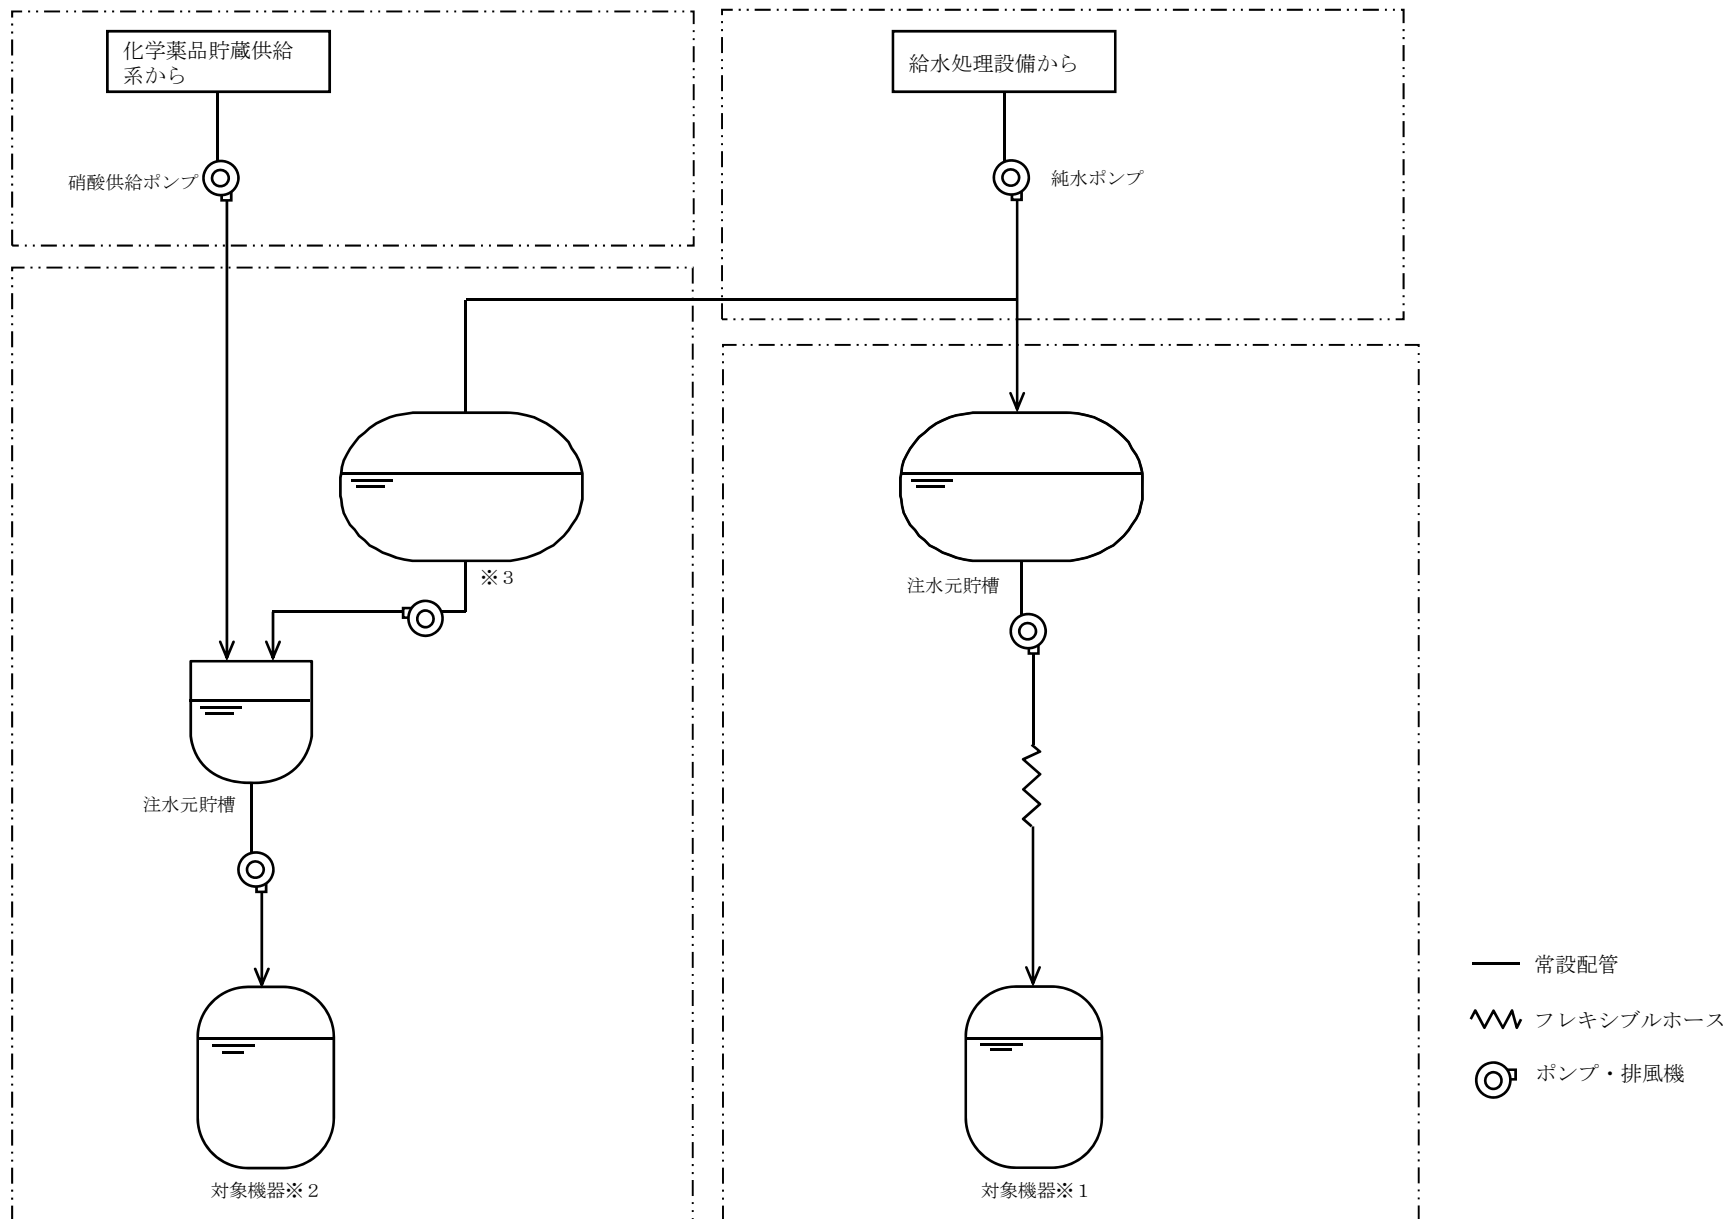 化学薬品貯蔵供給
系から
給水処理設備から
硝酸供給ポンプ
純水ポンプ
※３
注水元貯槽
注水元貯槽
対象機器※２
対象機器※１
常設配管
フレキシブルホース
ポンプ・排風機